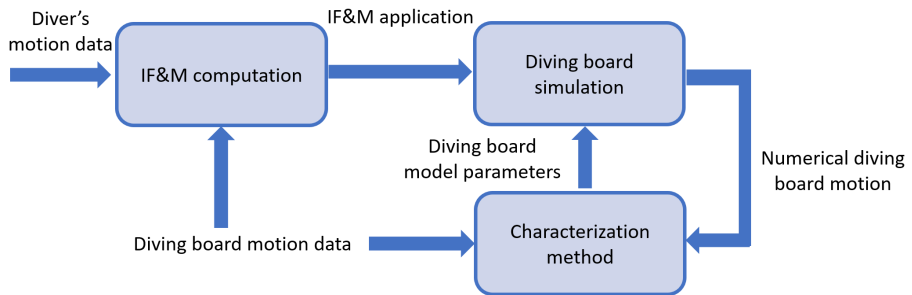 Diver's
motion data
IF&M computation
IF&M application
Diving board
simulation
Diving board
model parameters
Numerical diving
board motion
Diving board motion data
Characterization
method